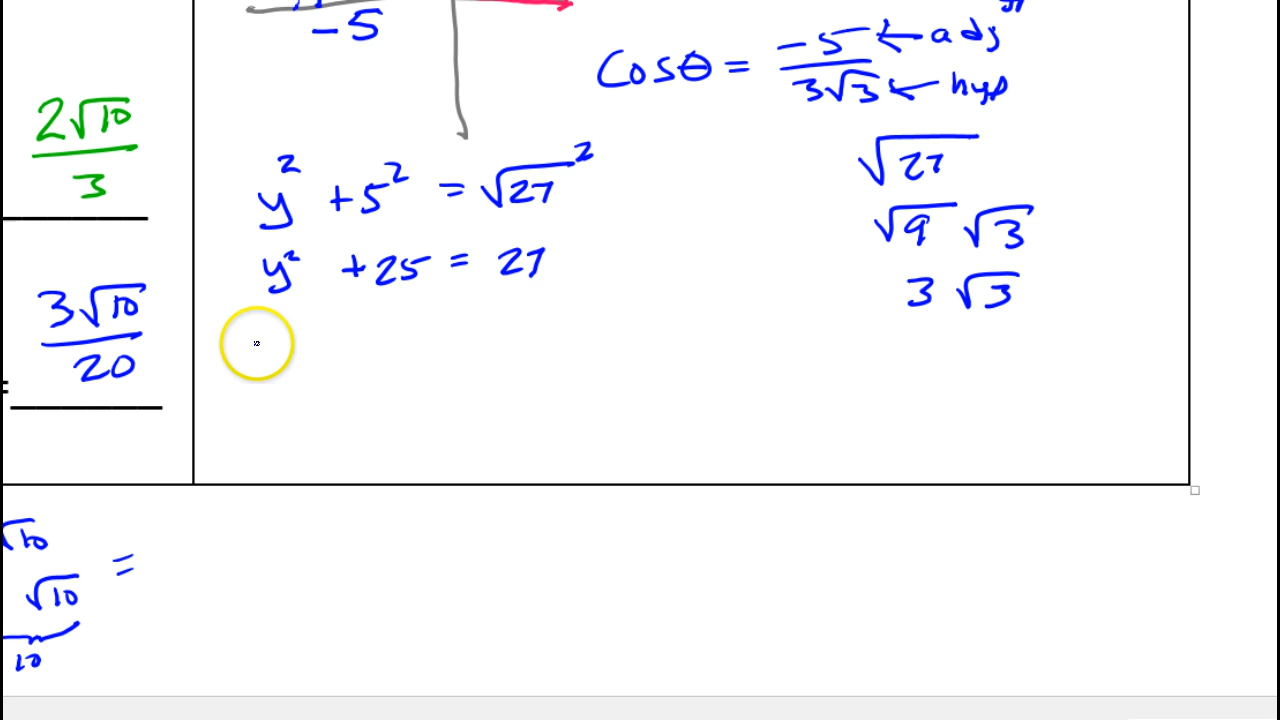 -5
Cosθ = -5/3√3 ← adj
← hyp
2√10/3
y² + 5² = √27²
√27
√9 √3
y² + 25 = 27
3 √3
3√10/20
=
√10
√10 =
10